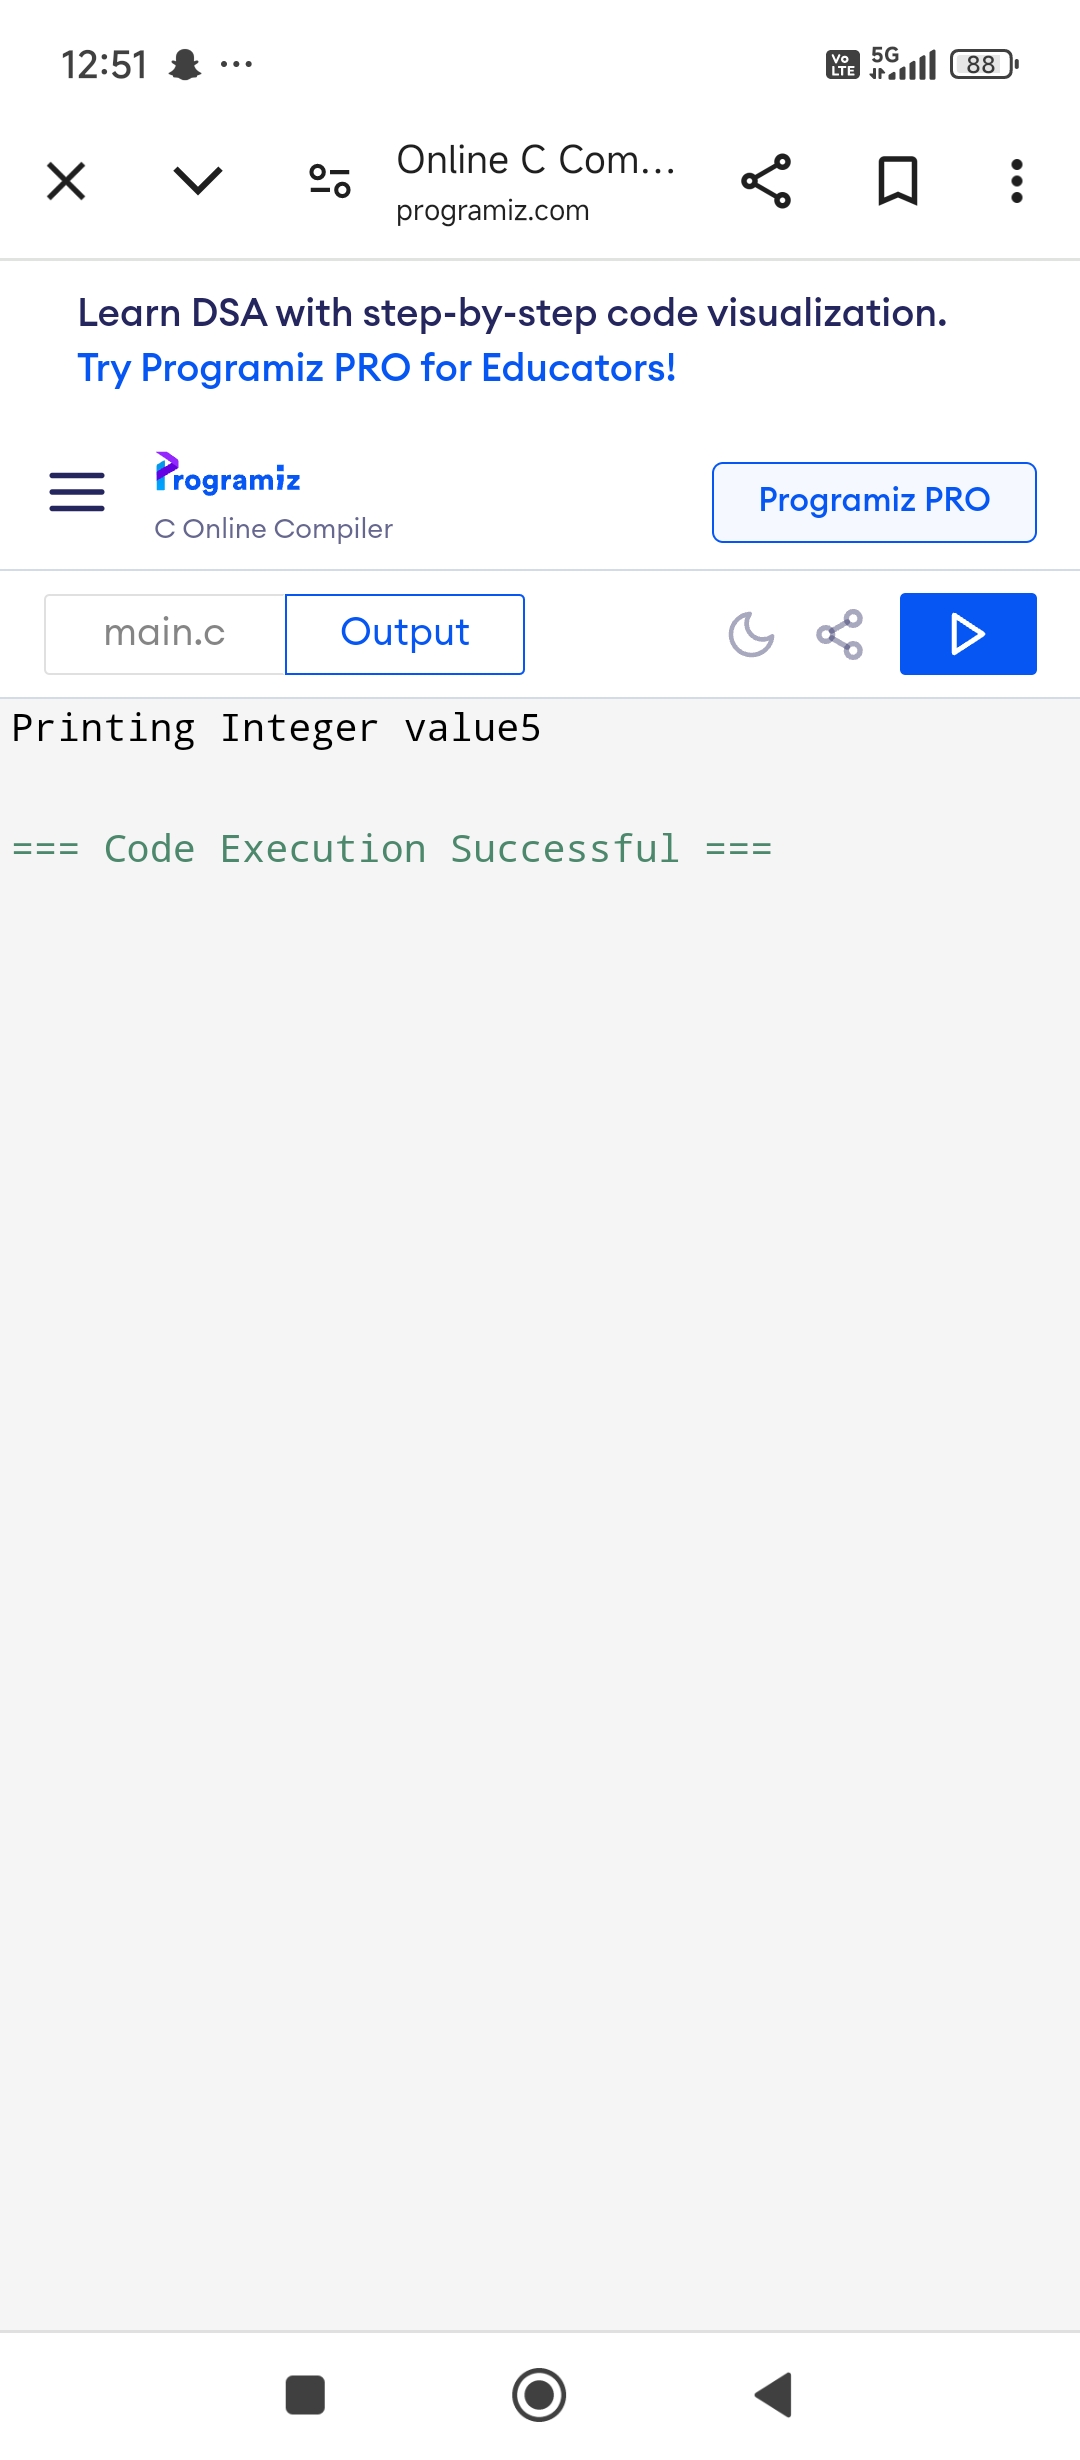 12:51 ...
Vo LTE 5G 88
Online C Com...
programiz.com
Learn DSA with step-by-step code visualization.
Try Programiz PRO for Educators!
Programiz
C Online Compiler
Programiz PRO
main.c Output
Printing Integer value5
=== Code Execution Successful ===